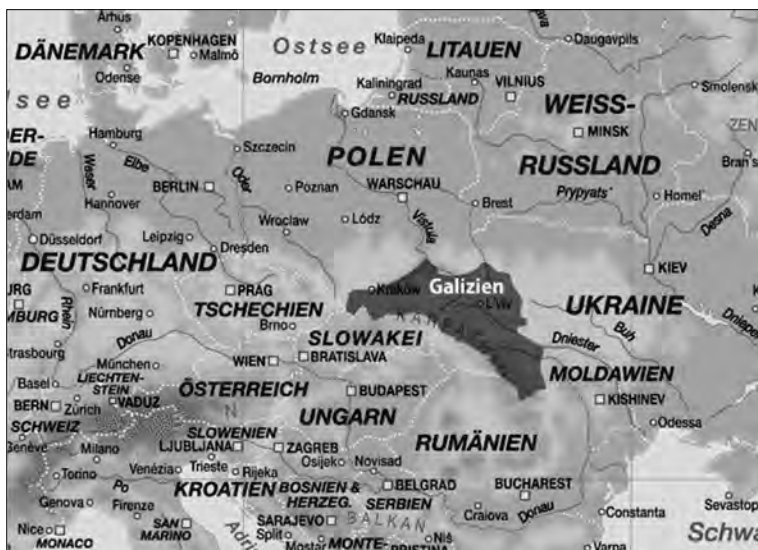 Århus
DÄNEMARK
KOPENHAGEN
Malmö
Odense
Ostsee
Bornholm
Klaipeda
LITAUEN
Daugavpils
Kaunas
VILNIUS
Kaliningrad
RUSSLAND
Smolensk
Gdansk
WEISS-
RUSSLAND
MINSK
see
Hamburg
Elbe
Weser
Szczecin
POLEN
BERLIN
Oder
Poznan
WARSCHAU
Brest
Prypyats'
Homel'
Desna
Hannover
Düsseldorf
Leipzig
Dresden
Wroclaw
Lódz
Vistula
KIEV
DEUTSCHLAND
Frankfurt
PRAG
TSCHECHIEN
Kraków
Galizien
L'viv
UKRAINE
Nürnberg
Rhein
Brno
SLOWAKEI
Dniester
Buh
Donau
München
WIEN
BRATISLAVA
MOLDAWIEN
Basel
LIECHTEN-
STEIN
VADUZ
Zürich
BERN
SCHWEIZ
ÖSTERREICH
BUDAPEST
UNGARN
KISHINEV
Odessa
SLOWENIEN
LJUBLJANA
ZAGREB
RUMÄNIEN
Milano
Torino
Po
Venézia
Trieste
Rijeka
Osijek
Novisad
KROATIEN
BOSNIEN &
HERZEG.
BELGRAD
SERBIEN
BUCHAREST
Genova
Firenze
SAN
MARINO
SARAJEVO
BALKAN
Craiova
Donau
Constanta
Nice
MONACO
Split
Mostar
MONTE-
Niš
Varna